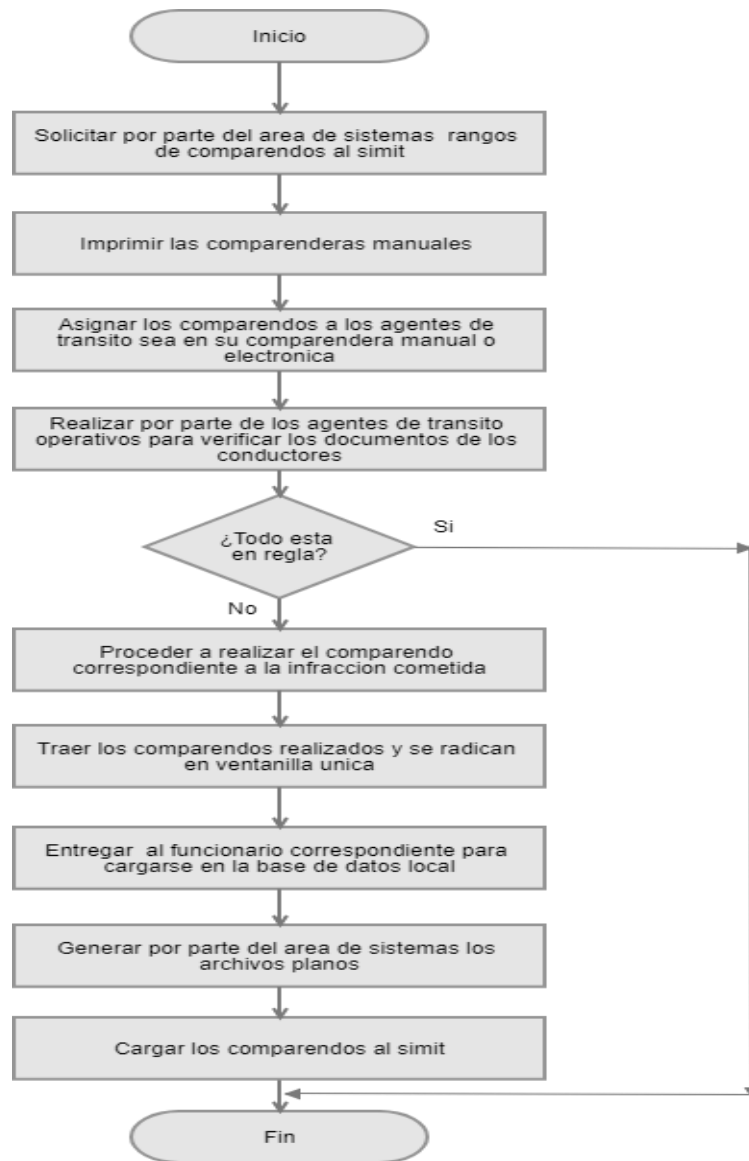 Inicio
Solicitar por parte del area de sistemas rangos
de comparendos al simit
Imprimir las comparenderas manuales
Asignar los comparendos a los agentes de
transito sea en su comparendera manual o
electronica
Realizar por parte de los agentes de transito
operativos para verificar los documentos de los
conductores
¿Todo esta
en regla?
Si
No
Proceder a realizar el comparendo
correspondiente a la infraccion cometida
Traer los comparendos realizados y se radican
en ventanilla unica
Entregar al funcionario correspondiente para
cargarse en la base de datos local
Generar por parte del area de sistemas los
archivos planos
Cargar los comparendos al simit
Fin